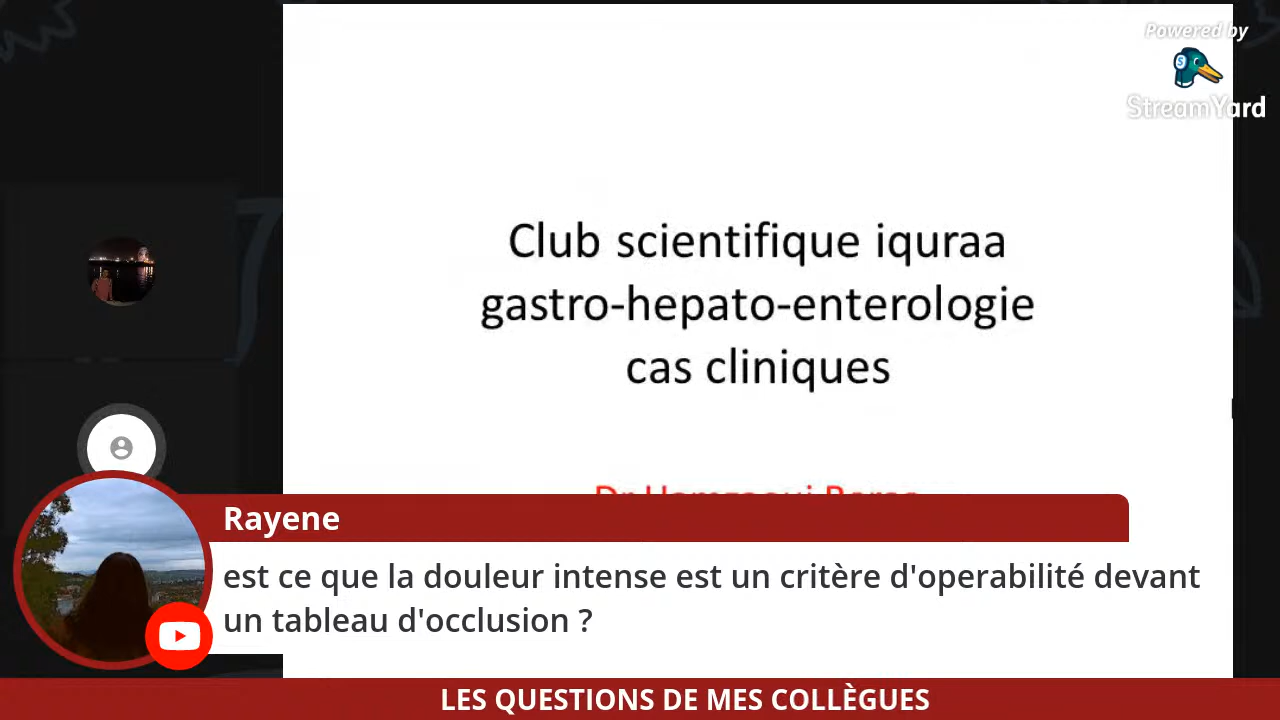 Powered by
StreamYard
Club scientifique iquraa
gastro-hepato-enterologie
cas cliniques
Rayene
est ce que la douleur intense est un critère d'operabilité devant
un tableau d'occlusion ?
LES QUESTIONS DE MES COLLÈGUES